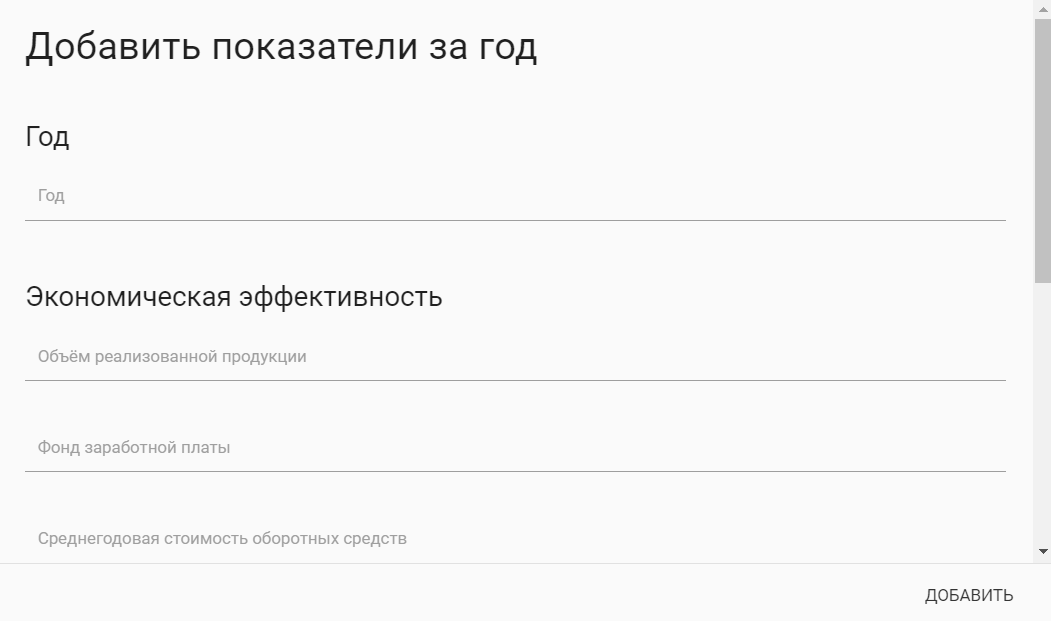 Добавить показатели за год
Год
Год
Экономическая эффективность
Объём реализованной продукции
Фонд заработной платы
Среднегодовая стоимость оборотных средств
ДОБАВИТЬ